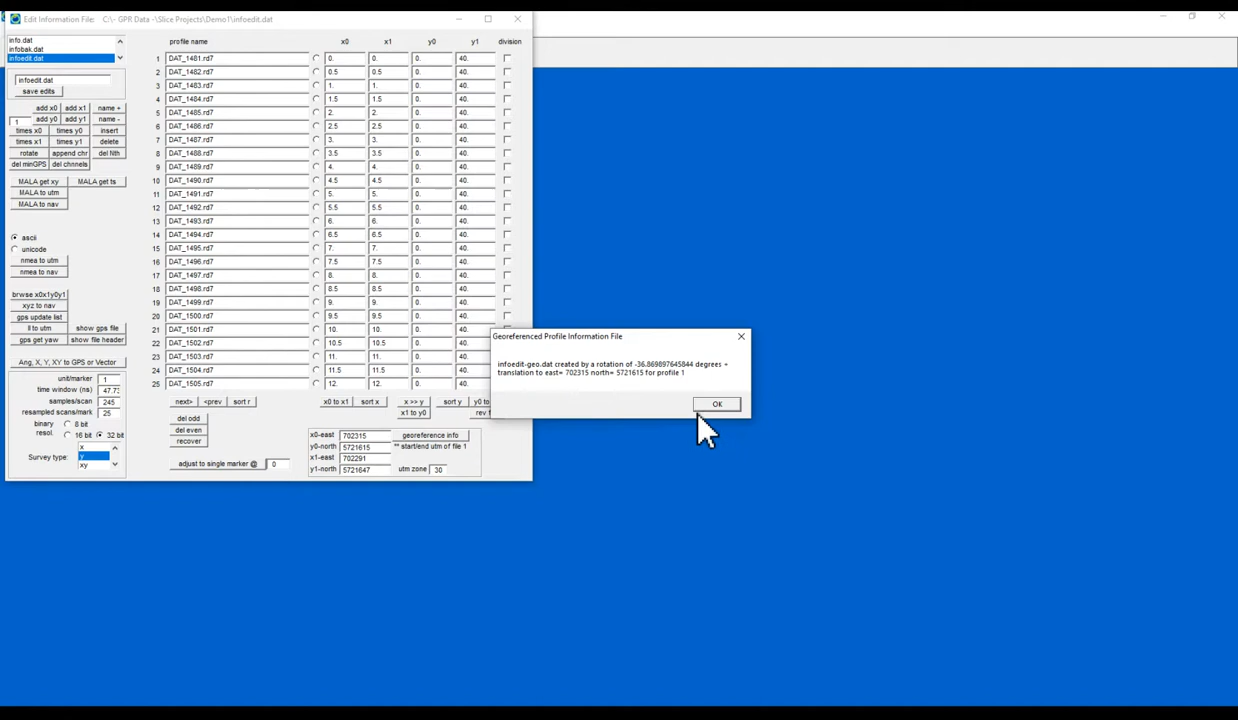 Edit Information File: C:\- GPR Data -\Slice Projects\Demo1\infoedit.dat
info.dat
infobak.dat
infoedit.dat
infoedit.dat
save edits
add x0 add x1 name +
1 add y0 add y1 name -
times x0 times y0 insert
times x1 times y1 delete
rotate append chr del Nth
del minGPS del chnnels
MALA get xy MALA get ts
MALA to utm
MALA to nav
ascii
unicode
nmea to utm
nmea to nav
brwse x0x1y0y1
xyz to nav
gps update list
ll to utm show gps file
gps get yaw show file header
Ang, X, Y, XY to GPS or Vector
unit/marker 1
time window (ns) 47.73
samples/scan 245
resampled scans/mark 25
binary resol. 8 bit
16 bit 32 bit
Survey type: x
y
xy
profile name x0 x1 y0 y1 division
1 DAT_1481.rd7 0. 0. 0. 40.
2 DAT_1482.rd7 0.5 0.5 0. 40.
3 DAT_1483.rd7 1. 1. 0. 40.
4 DAT_1484.rd7 1.5 1.5 0. 40.
5 DAT_1485.rd7 2. 2. 0. 40.
6 DAT_1486.rd7 2.5 2.5 0. 40.
7 DAT_1487.rd7 3. 3. 0. 40.
8 DAT_1488.rd7 3.5 3.5 0. 40.
9 DAT_1489.rd7 4. 4. 0. 40.
10 DAT_1490.rd7 4.5 4.5 0. 40.
11 DAT_1491.rd7 5. 5. 0. 40.
12 DAT_1492.rd7 5.5 5.5 0. 40.
13 DAT_1493.rd7 6. 6. 0. 40.
14 DAT_1494.rd7 6.5 6.5 0. 40.
15 DAT_1495.rd7 7. 7. 0. 40.
16 DAT_1496.rd7 7.5 7.5 0. 40.
17 DAT_1497.rd7 8. 8. 0. 40.
18 DAT_1498.rd7 8.5 8.5 0. 40.
19 DAT_1499.rd7 9. 9. 0. 40.
20 DAT_1500.rd7 9.5 9.5 0. 40.
21 DAT_1501.rd7 10. 10. 0. 40.
22 DAT_1502.rd7 10.5 10.5 0. 40.
23 DAT_1503.rd7 11. 11. 0. 40.
24 DAT_1504.rd7 11.5 11.5 0. 40.
25 DAT_1505.rd7 12. 12. 0. 40.
next> <prev sort r x0 to x1 sort x x >> y sort y y0 to
del odd x1 to y0 rev f
del even
recover
adjust to single marker @ 0
x0-east 702315 georeference info
y0-north 5721615 ** start/end utm of file 1
x1-east 702291
y1-north 5721647 utm zone 30
Georeferenced Profile Information File
infoedit-geo.dat created by a rotation of -36.869897645844 degrees +
translation to east= 702315 north= 5721615 for profile 1
OK